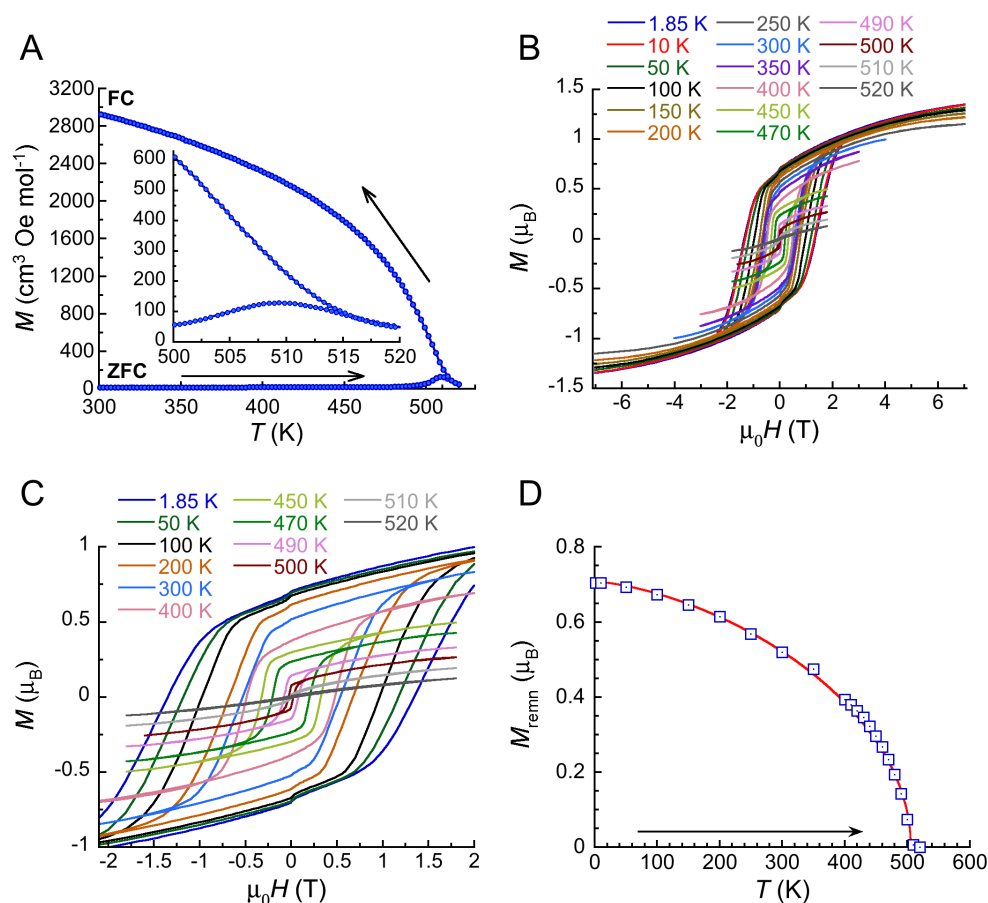 A
FC
ZFC
M (cm³ Oe mol⁻¹)
3200
2800
2400
2000
1600
1200
800
400
0
600
500
400
300
200
100
0
500 505 510 515 520
300 350 400 450 500
T (K)
B
1.85 K 250 K 490 K
10 K 300 K 500 K
50 K 350 K 510 K
100 K 400 K 520 K
150 K 450 K
200 K 470 K
M (μB)
1.5
1
0.5
0
-0.5
-1
-1.5
-6 -4 -2 0 2 4 6
μ₀H (T)
C
1.85 K 450 K 510 K
50 K 470 K 520 K
100 K 490 K
200 K 500 K
300 K
400 K
M (μB)
1
0.5
0
-0.5
-1
-2 -1.5 -1 -0.5 0 0.5 1 1.5 2
μ₀H (T)
D
Mremn (μB)
0.8
0.6
0.4
0.2
0
0 100 200 300 400 500 600
T (K)